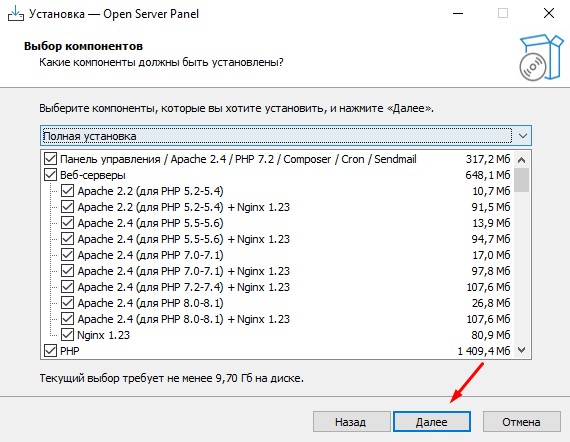 Установка — Open Server Panel
Выбор компонентов
Какие компоненты должны быть установлены?
Выберите компоненты, которые вы хотите установить, и нажмите «Далее».
Полная установка
Панель управления / Apache 2.4 / PHP 7.2 / Composer / Cron / Sendmail 317,2 Мб
Веб-серверы 648,1 Мб
Apache 2.2 (для PHP 5.2-5.4) 10,7 Мб
Apache 2.2 (для PHP 5.2-5.4) + Nginx 1.23 91,5 Мб
Apache 2.4 (для PHP 5.5-5.6) 13,9 Мб
Apache 2.4 (для PHP 5.5-5.6) + Nginx 1.23 94,7 Мб
Apache 2.4 (для PHP 7.0-7.1) 17,0 Мб
Apache 2.4 (для PHP 7.0-7.1) + Nginx 1.23 97,8 Мб
Apache 2.4 (для PHP 7.2-7.4) + Nginx 1.23 107,6 Мб
Apache 2.4 (для PHP 8.0-8.1) 26,8 Мб
Apache 2.4 (для PHP 8.0-8.1) + Nginx 1.23 107,6 Мб
Nginx 1.23 80,9 Мб
PHP 1 409,4 Мб
Текущий выбор требует не менее 9,70 Гб на диске.
Назад Далее Отмена